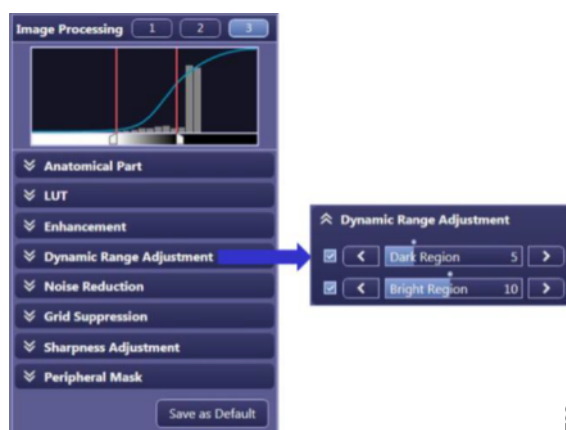 Image Processing 1 2 3
Anatomical Part
LUT
Enhancement
Dynamic Range Adjustment
Noise Reduction
Grid Suppression
Sharpness Adjustment
Peripheral Mask
Save as Default
Dynamic Range Adjustment
Dark Region 5
Bright Region 10